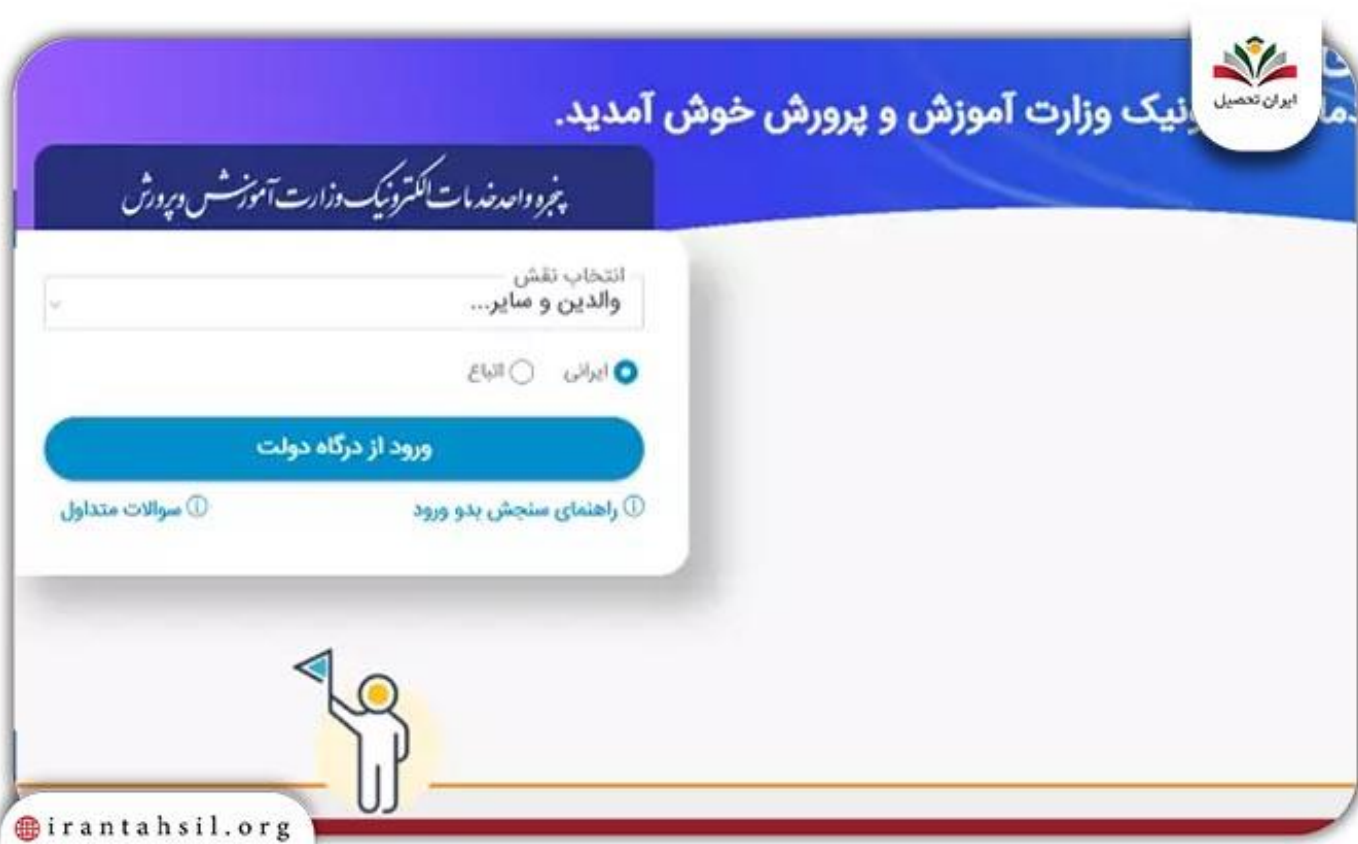 ایران تحصیل
ونیک وزارت آموزش و پرورش خوش آمدید.
پنجره واحد خدمات الکترونیک وزارت آموزش و پرورش
انتخاب نقش
والدین و سایر...
ایرانی اتباع
ورود از درگاه دولت
راهنمای سنجش بدو ورود سوالات متداول
irantahsil.org